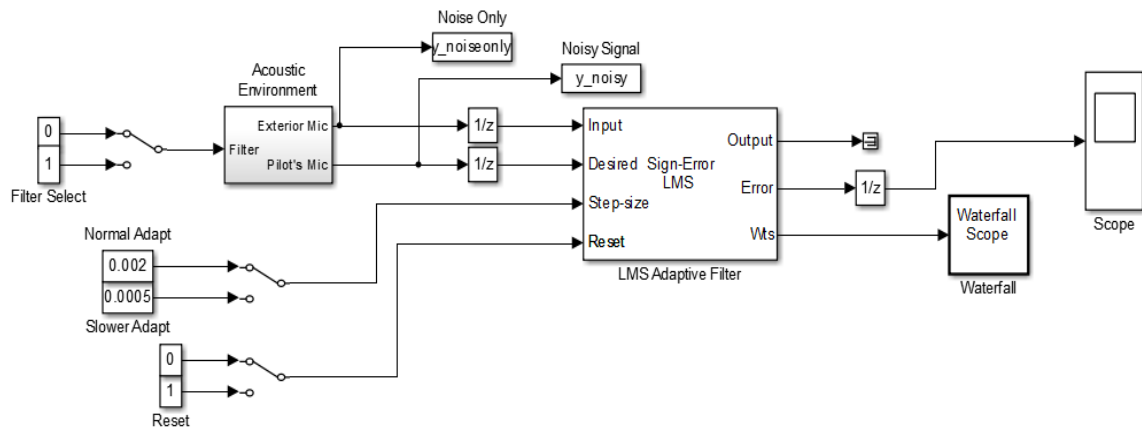 Noise Only
y_noiseonly
Noisy Signal
y_noisy
Acoustic
Environment
Exterior Mic
Filter
Pilot's Mic
0
1
Filter Select
1/z
1/z
Input
Desired
Step-size
Reset
Sign-Error
LMS
Output
Error
Wts
LMS Adaptive Filter
1/z
Waterfall
Scope
Waterfall
Scope
Normal Adapt
0.002
0.0005
Slower Adapt
0
1
Reset